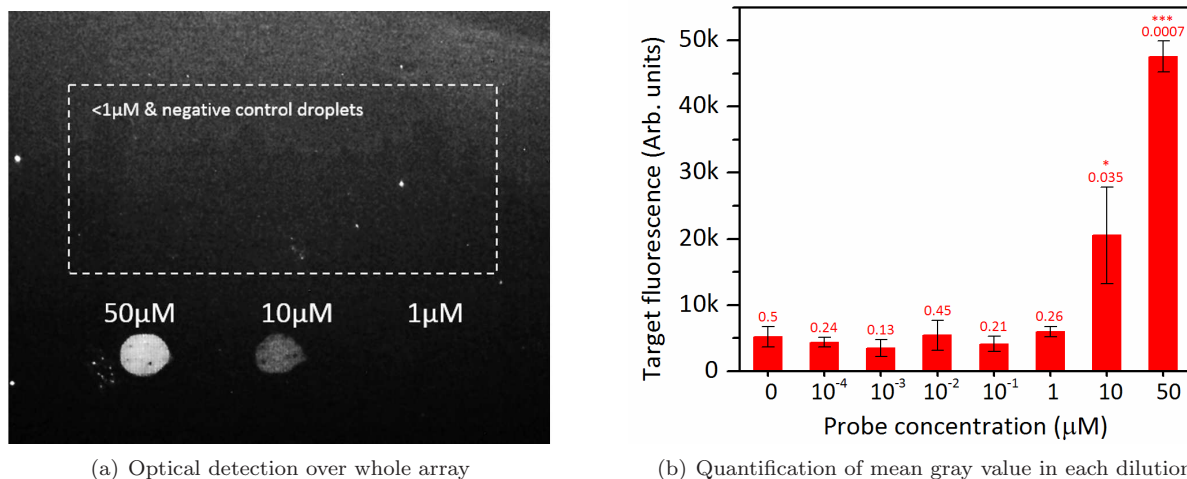 <1µM & negative control droplets
50µM 10µM 1µM
(a) Optical detection over whole array
Target fluorescence (Arb. units)
50k
40k
30k
20k
10k
0
0.5 0.24 0.13 0.45 0.21 0.26 * 0.035 *** 0.0007
0 10⁻⁴ 10⁻³ 10⁻² 10⁻¹ 1 10 50
Probe concentration (µM)
(b) Quantification of mean gray value in each dilution